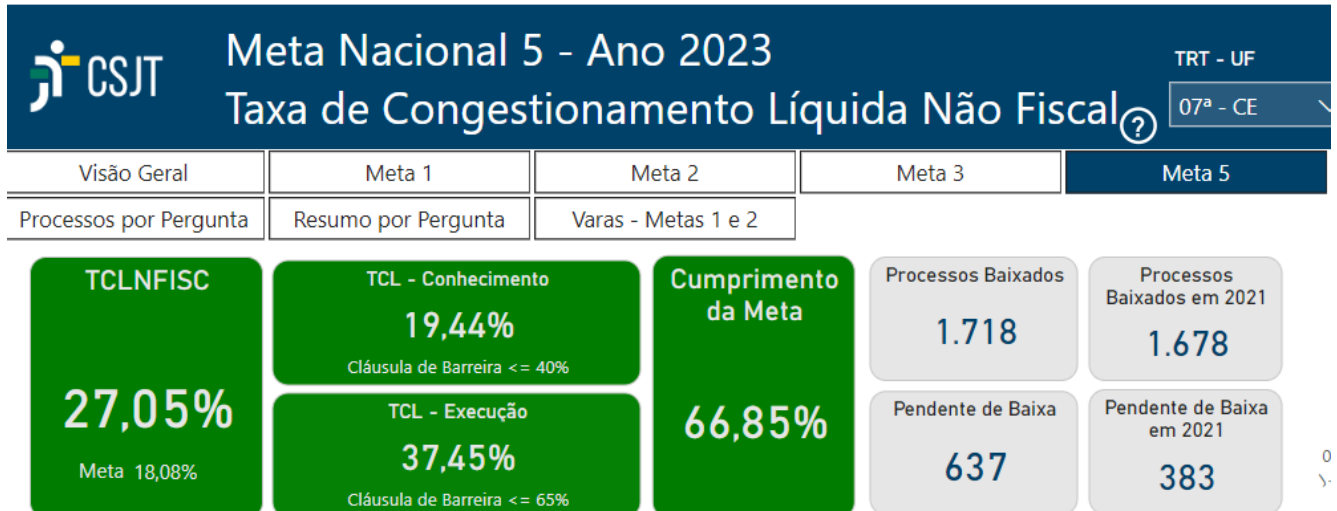 CSJT
Meta Nacional 5 - Ano 2023
Taxa de Congestionamento Líquida Não Fiscal
?
TRT - UF
07ª - CE
Visão Geral
Meta 1
Meta 2
Meta 3
Meta 5
Processos por Pergunta
Resumo por Pergunta
Varas - Metas 1 e 2
TCLNFISC
27,05%
Meta 18,08%
TCL - Conhecimento
19,44%
Cláusula de Barreira <= 40%
TCL - Execução
37,45%
Cláusula de Barreira <= 65%
Cumprimento
da Meta
66,85%
Processos Baixados
1.718
Processos
Baixados em 2021
1.678
Pendente de Baixa
637
Pendente de Baixa
em 2021
383